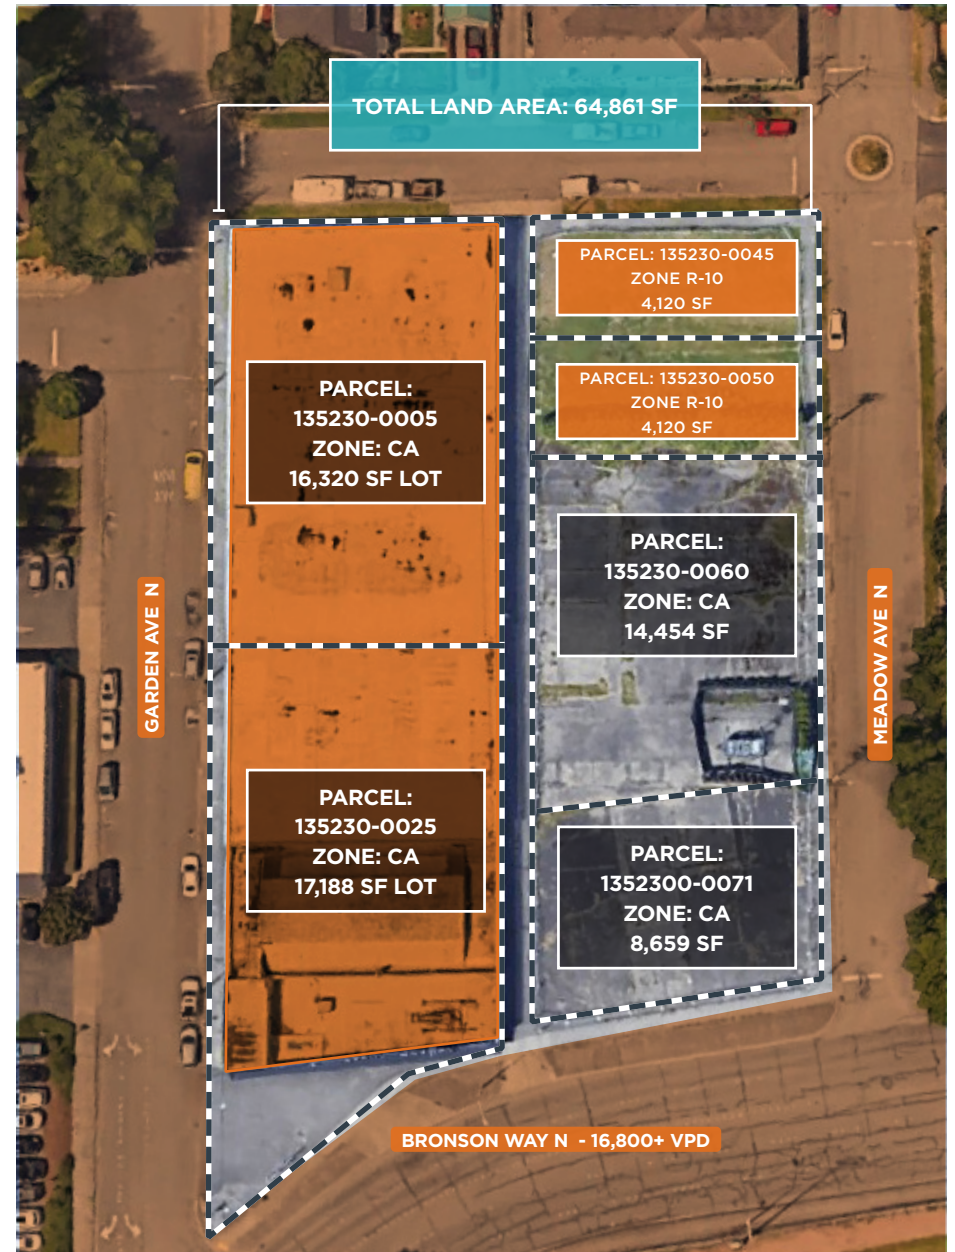 TOTAL LAND AREA: 64,861 SF
PARCEL: 135230-0045
ZONE R-10
4,120 SF
PARCEL: 135230-0050
ZONE R-10
4,120 SF
PARCEL:
135230-0005
ZONE: CA
16,320 SF LOT
PARCEL:
135230-0060
ZONE: CA
14,454 SF
GARDEN AVE N
MEADOW AVE N
PARCEL:
135230-0025
ZONE: CA
17,188 SF LOT
PARCEL:
1352300-0071
ZONE: CA
8,659 SF
BRONSON WAY N - 16,800+ VPD